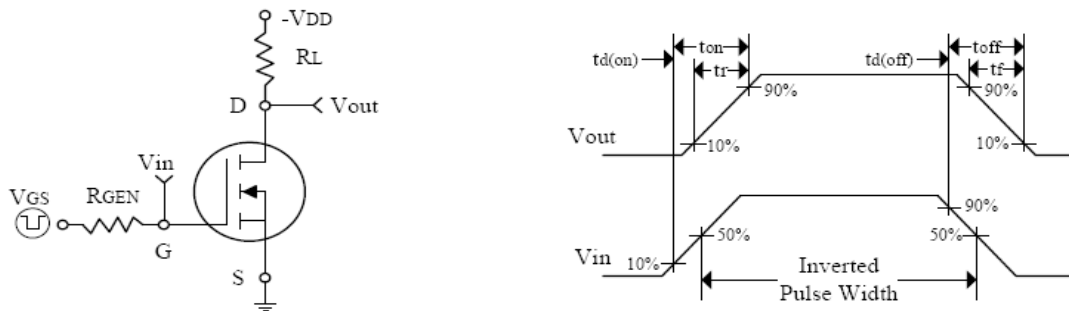 -VDD
RL
D
Vout
Vin
VGS
RGEN
G
S
ton
toff
td(on)
tr
td(off)
tf
90%
90%
Vout
10%
10%
90%
50%
50%
Vin
10%
Inverted
Pulse Width